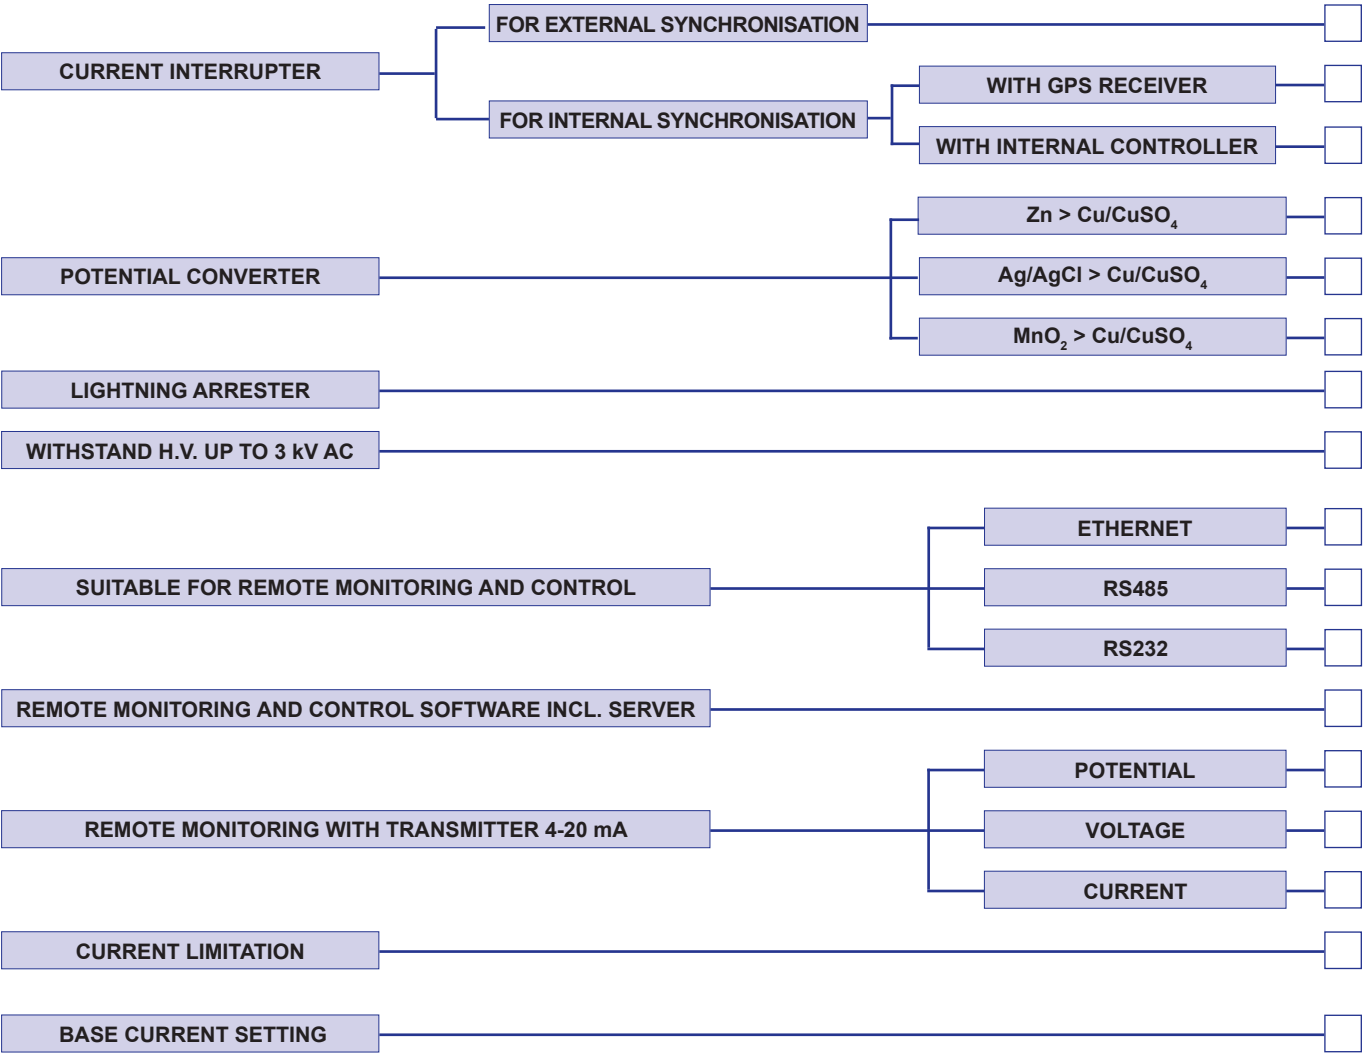 FOR EXTERNAL SYNCHRONISATION
CURRENT INTERRUPTER
WITH GPS RECEIVER
FOR INTERNAL SYNCHRONISATION
WITH INTERNAL CONTROLLER
Zn > Cu/CuSO₄
POTENTIAL CONVERTER
Ag/AgCl > Cu/CuSO₄
MnO₂ > Cu/CuSO₄
LIGHTNING ARRESTER
WITHSTAND H.V. UP TO 3 kV AC
ETHERNET
SUITABLE FOR REMOTE MONITORING AND CONTROL
RS485
RS232
REMOTE MONITORING AND CONTROL SOFTWARE INCL. SERVER
POTENTIAL
REMOTE MONITORING WITH TRANSMITTER 4-20 mA
VOLTAGE
CURRENT
CURRENT LIMITATION
BASE CURRENT SETTING